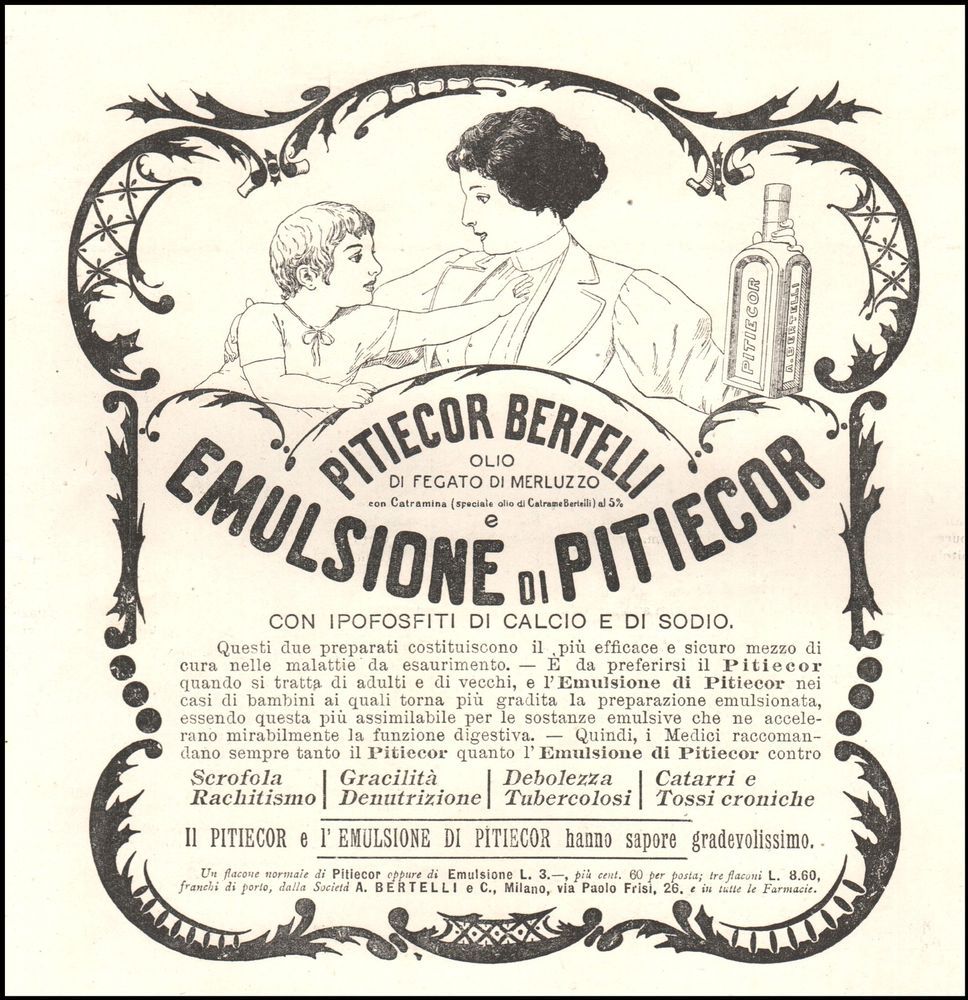 PITIECOR
A. BERTELLI
PITIECOR BERTELLI
OLIO
DI FEGATO DI MERLUZZO
con Catramina (speciale olio di Catrame Bertelli) al 5%
e
EMULSIONE DI PITIECOR
CON IPOFOSFITI DI CALCIO E DI SODIO.
Questi due preparati costituiscono il più efficace e sicuro mezzo di
cura nelle malattie da esaurimento. — È da preferirsi il Pitiecor
quando si tratta di adulti e di vecchi, e l'Emulsione di Pitiecor nei
casi di bambini ai quali torna più gradita la preparazione emulsionata,
essendo questa più assimilabile per le sostanze emulsive che ne accele-
rano mirabilmente la funzione digestiva. — Quindi, i Medici raccoman-
dano sempre tanto il Pitiecor quanto l'Emulsione di Pitiecor contro
Scrofola | Gracilità | Debolezza | Catarri e
Rachitismo | Denutrizione | Tubercolosi | Tossi croniche
Il PITIECOR e l'EMULSIONE DI PITIECOR hanno sapore gradevolissimo.
Un flacone normale di Pitiecor oppure di Emulsione L. 3.—, più cent. 60 per posta; tre flaconi L. 8.60,
franchi di porto, dalla Società A. BERTELLI e C., Milano, via Paolo Frisi, 26, e in tutte le Farmacie.